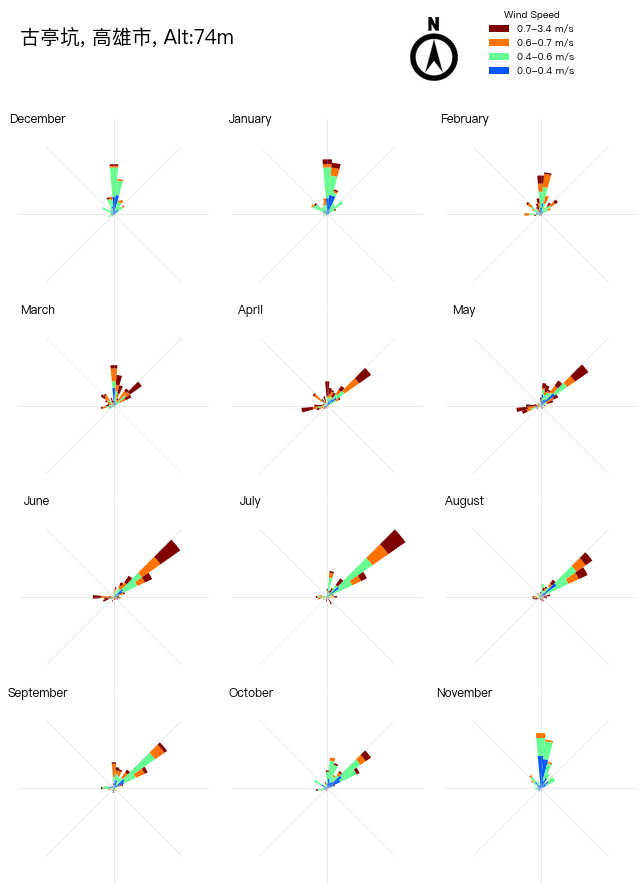 古亭坑, 高雄市, Alt:74m
N
Wind Speed
0.7–3.4 m/s
0.6–0.7 m/s
0.4–0.6 m/s
0.0–0.4 m/s
December
January
February
March
April
May
June
July
August
September
October
November